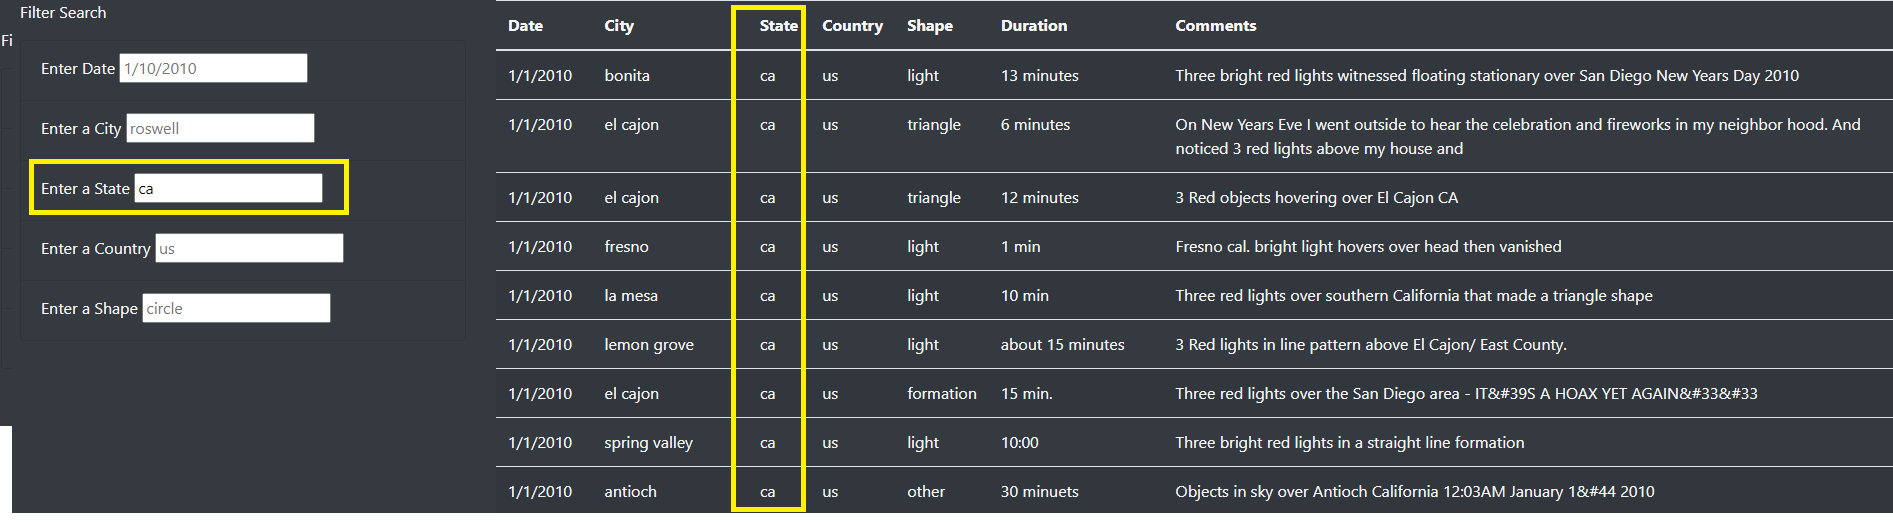 Filter Search
Fi
Enter Date 1/10/2010
Enter a City roswell
Enter a State ca
Enter a Country us
Enter a Shape circle
Date City State Country Shape Duration Comments
1/1/2010 bonita ca us light 13 minutes Three bright red lights witnessed floating stationary over San Diego New Years Day 2010
1/1/2010 el cajon ca us triangle 6 minutes On New Years Eve I went outside to hear the celebration and fireworks in my neighbor hood. And
noticed 3 red lights above my house and
1/1/2010 el cajon ca us triangle 12 minutes 3 Red objects hovering over El Cajon CA
1/1/2010 fresno ca us light 1 min Fresno cal. bright light hovers over head then vanished
1/1/2010 la mesa ca us light 10 min Three red lights over southern California that made a triangle shape
1/1/2010 lemon grove ca us light about 15 minutes 3 Red lights in line pattern above El Cajon/ East County.
1/1/2010 el cajon ca us formation 15 min. Three red lights over the San Diego area - IT&#39S A HOAX YET AGAIN&#33&#33
1/1/2010 spring valley ca us light 10:00 Three bright red lights in a straight line formation
1/1/2010 antioch ca us other 30 minuets Objects in sky over Antioch California 12:03AM January 1&#44 2010